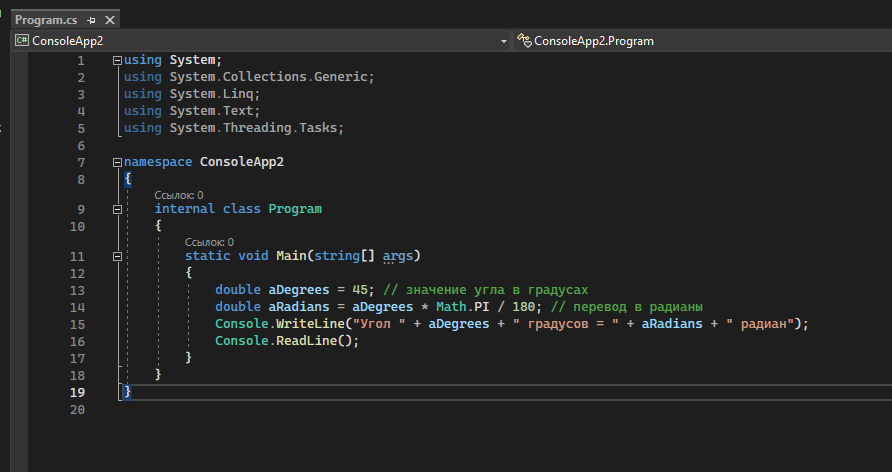 Program.cs
C# ConsoleApp2 ConsoleApp2.Program
1 using System;
2 using System.Collections.Generic;
3 using System.Linq;
4 using System.Text;
5 using System.Threading.Tasks;
6
7 namespace ConsoleApp2
8 {
Ссылок: 0
9 internal class Program
10 {
Ссылок: 0
11 static void Main(string[] args)
12 {
13 double aDegrees = 45; // значение угла в градусах
14 double aRadians = aDegrees * Math.PI / 180; // перевод в радианы
15 Console.WriteLine("Угол " + aDegrees + " градусов = " + aRadians + " радиан");
16 Console.ReadLine();
17 }
18 }
19 }
20